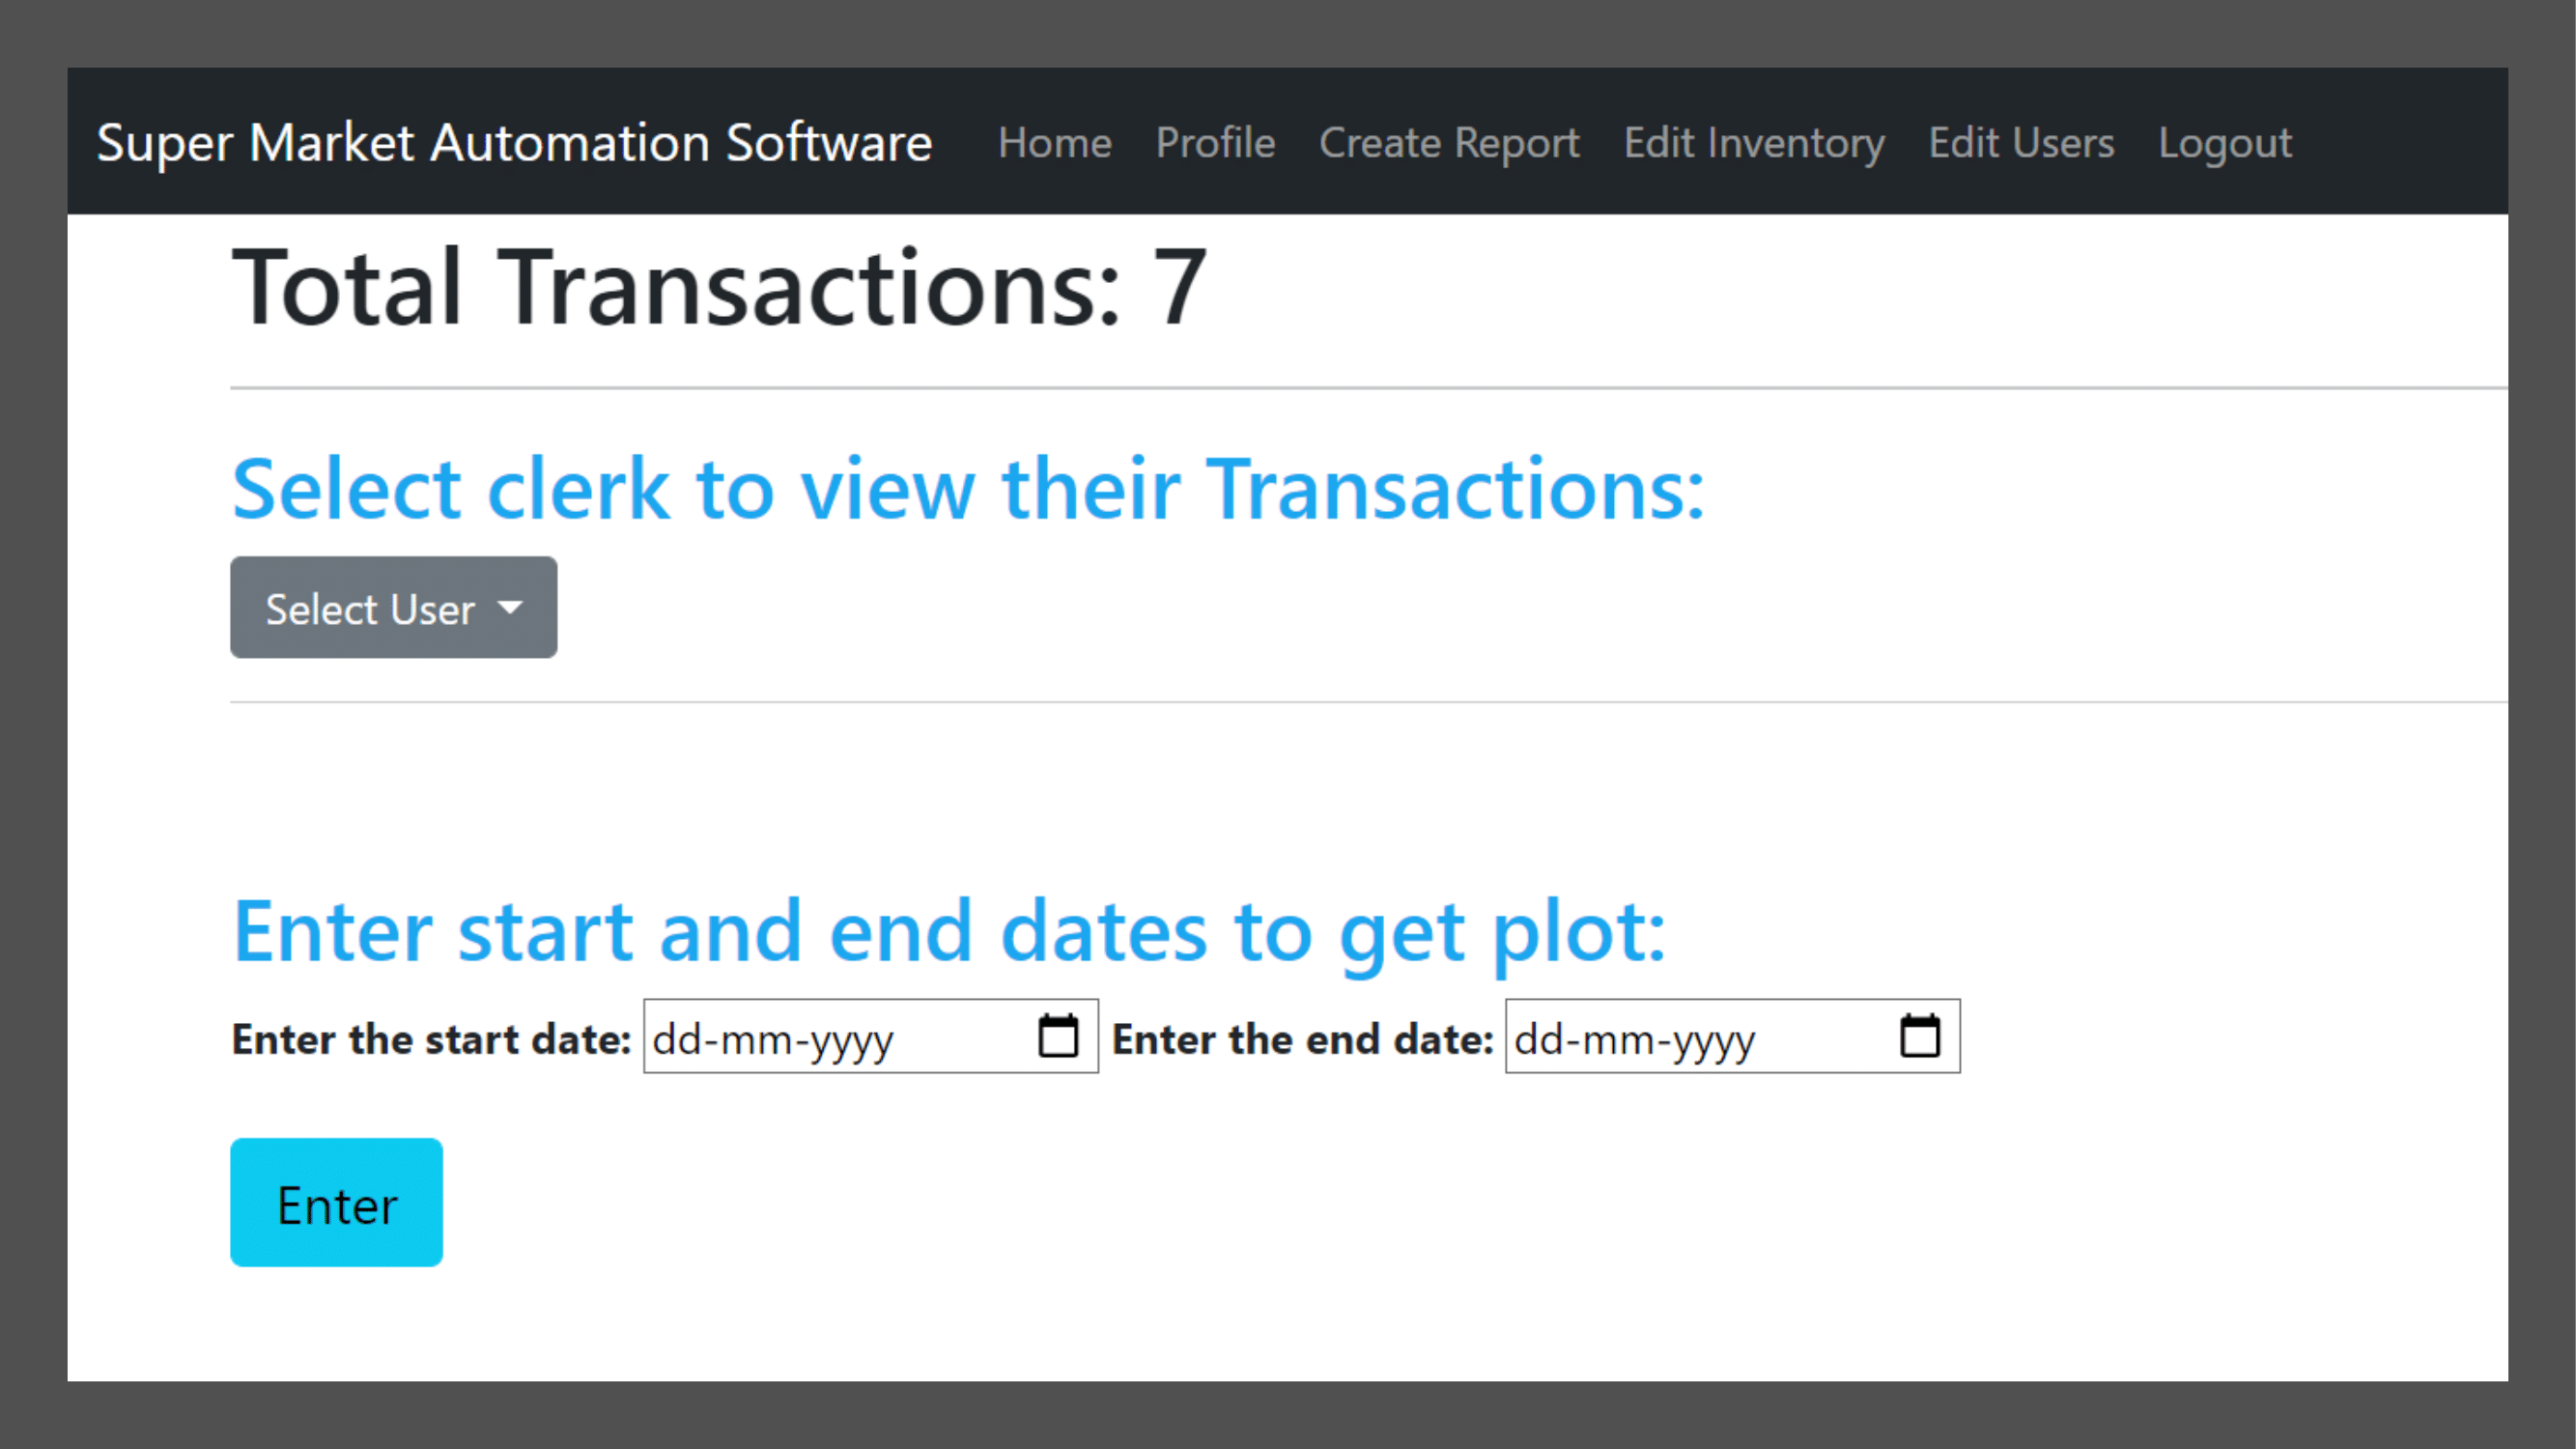 Super Market Automation Software Home Profile Create Report Edit Inventory Edit Users Logout
Total Transactions: 7
Select clerk to view their Transactions:
Select User
Enter start and end dates to get plot:
Enter the start date: dd-mm-yyyy Enter the end date: dd-mm-yyyy
Enter